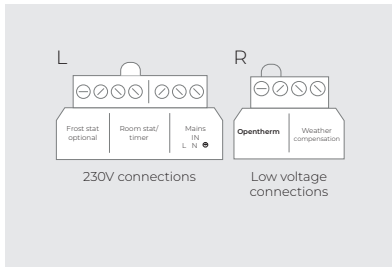 L
R
Frost stat
optional
Room stat/
timer
Mains
IN
L N ⏚
Opentherm
Weather
compensation
230V connections
Low voltage
connections